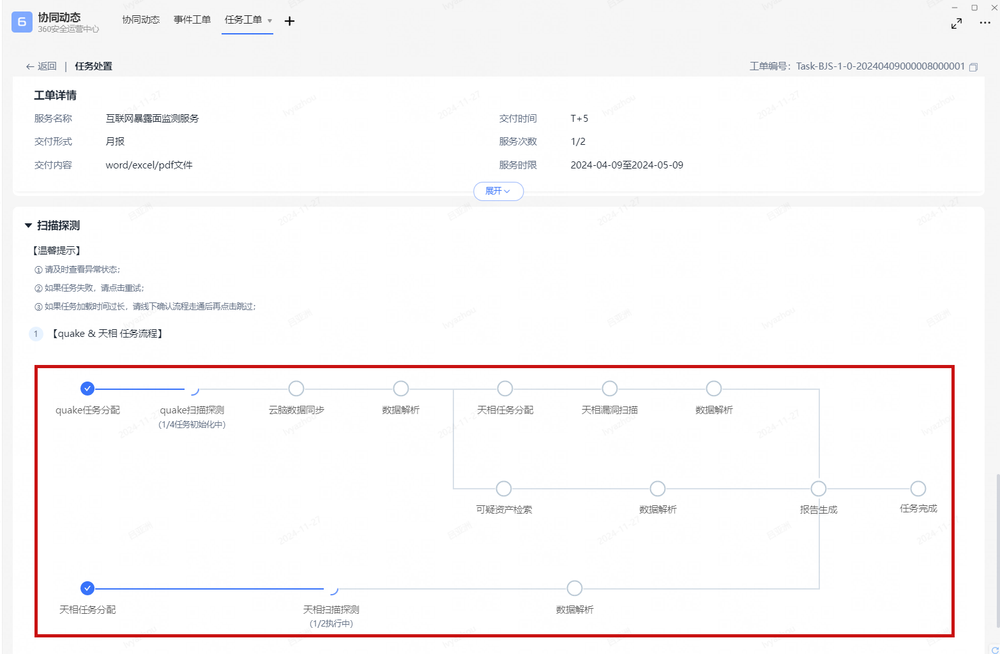 协同动态
360安全运营中心
协同动态 事件工单 任务工单
返回 | 任务处置
工单编号: Task-BJS-1-0-20240409000008000001
工单详情
服务名称 互联网暴露面监测服务 交付时间 T+5
交付形式 月报 服务次数 1/2
交付内容 word/excel/pdf文件 服务时限 2024-04-09至2024-05-09
展开
扫描探测
【温馨提示】
① 请及时查看异常状态;
② 如果任务失败，请点击重试;
③ 如果任务加载时间过长，请线下确认流程走通后再点击跳过;
1 【quake & 天相 任务流程】
quake任务分配 quake扫描探测 云脑数据同步 数据解析 天相任务分配 天相漏洞扫描 数据解析
(1/4任务初始化中)
可疑资产检索 数据解析 报告生成 任务完成
天相任务分配 天相扫描探测 数据解析
(1/2执行中)
lvyazhou
2024-11-27
吕亚洲